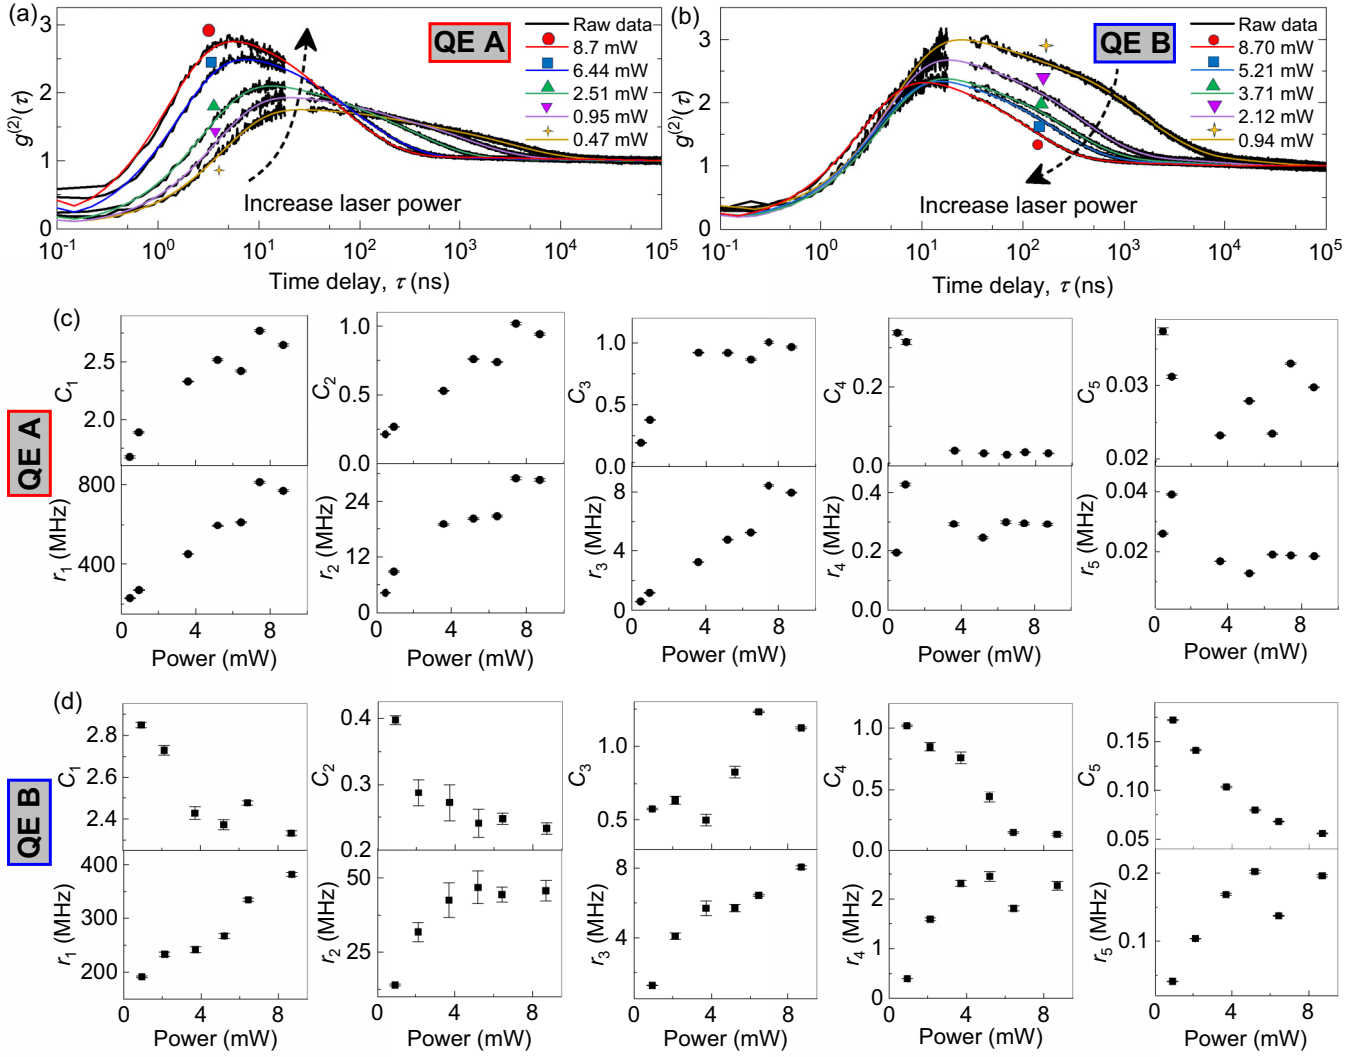 (a)
QE A
Raw data
8.7 mW
6.44 mW
2.51 mW
0.95 mW
0.47 mW
Increase laser power
g(2)(τ)
3
2
1
0
10-1
100
101
102
103
104
105
Time delay, τ (ns)
(b)
QE B
Raw data
8.70 mW
5.21 mW
3.71 mW
2.12 mW
0.94 mW
Increase laser power
g(2)(τ)
3
2
1
0
10-1
100
101
102
103
104
105
Time delay, τ (ns)
(c)
QE A
C1
2.5
2.0
C2
1.0
0.5
0.0
C3
1.0
0.5
0.0
C4
0.2
0.0
C5
0.03
0.02
r1 (MHz)
800
400
0 4 8
Power (mW)
r2 (MHz)
24
12
0
0 4 8
Power (mW)
r3 (MHz)
8
4
0
0 4 8
Power (mW)
r4 (MHz)
0.4
0.2
0.0
0 4 8
Power (mW)
r5 (MHz)
0.04
0.02
0 4 8
Power (mW)
(d)
QE B
C1
2.8
2.6
2.4
C2
0.4
0.3
0.2
C3
1.0
0.5
C4
1.0
0.5
0.0
C5
0.15
0.10
0.05
r1 (MHz)
400
300
200
0 4 8
Power (mW)
r2 (MHz)
50
25
0 4 8
Power (mW)
r3 (MHz)
8
4
0 4 8
Power (mW)
r4 (MHz)
2
1
0
0 4 8
Power (mW)
r5 (MHz)
0.2
0.1
0 4 8
Power (mW)